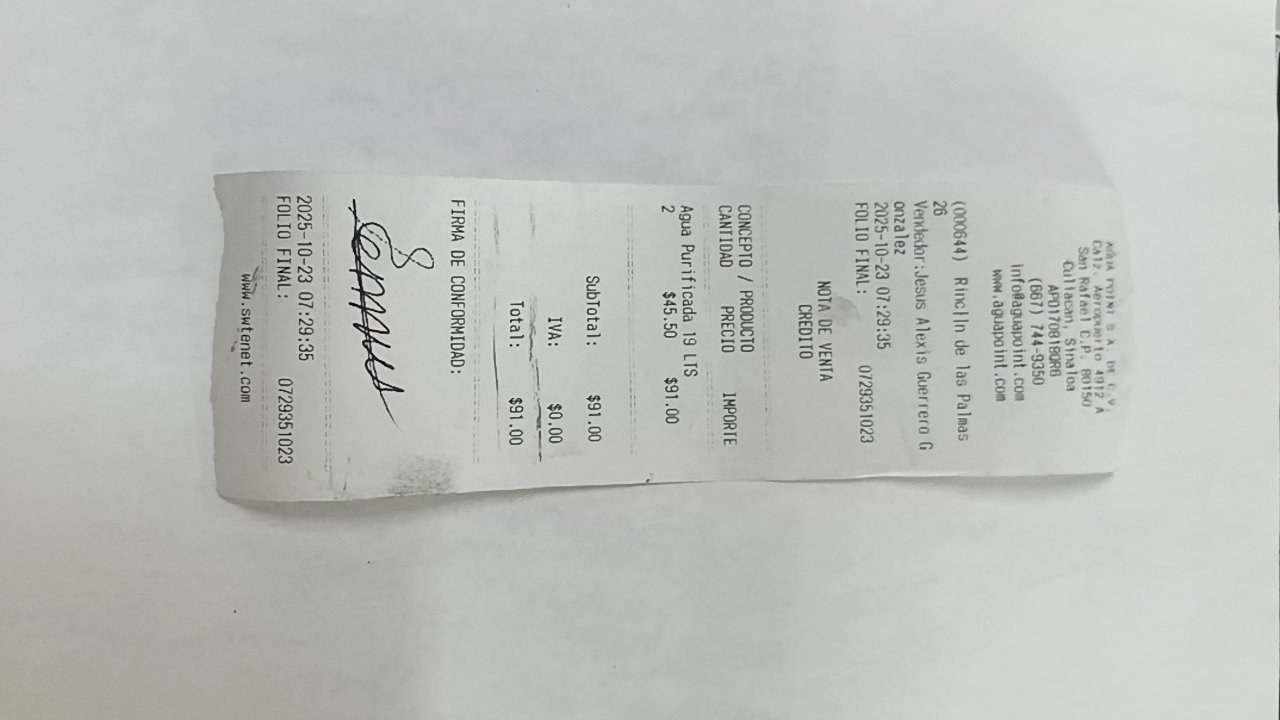 AGUA POINT S.A. DE C.V.
Calz. Aeropuerto 4912 A
San Rafael C.P. 80150
Culiacan, Sinaloa
APO170818QR6
(667) 744-9350
info@aguapoint.com
www.aguapoint.com
(000644) Rinc11n de las Palmas
26
Vendedor:Jesus Alexis Guerrero G
onzalez
2025-10-23 07:29:35
FOLIO FINAL: 0729351023
NOTA DE VENTA
CREDITO
CONCEPTO / PRODUCTO
CANTIDAD PRECIO IMPORTE
Agua Purificada 19 LTS
2 $45.50 $91.00
SubTotal: $91.00
IVA: $0.00
Total: $91.00
FIRMA DE CONFORMIDAD:
2025-10-23 07:29:35
FOLIO FINAL: 0729351023
www.swtenet.com